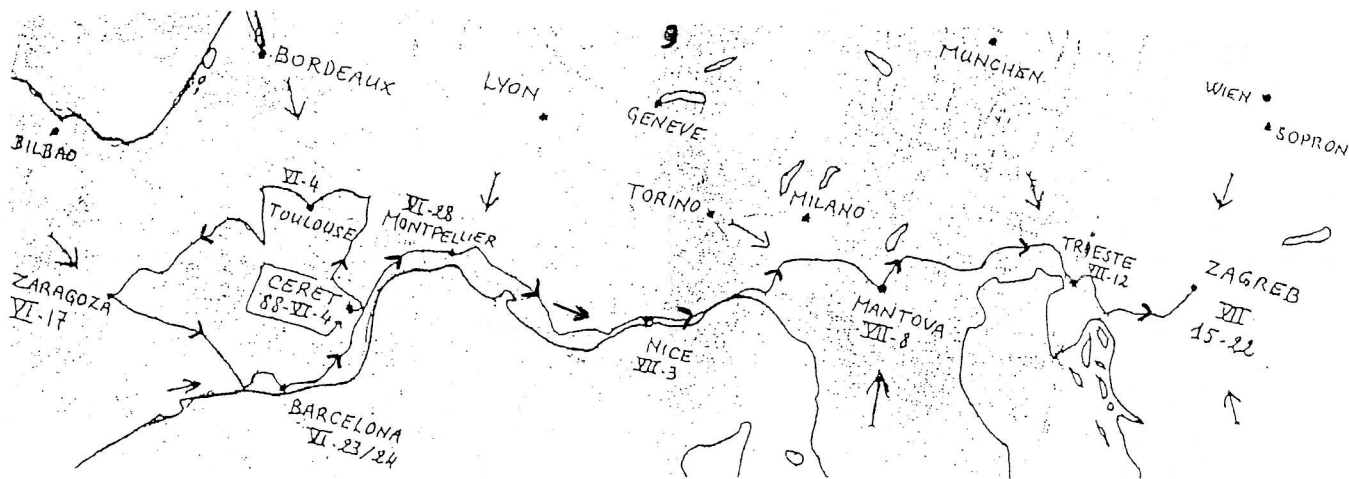 9
BORDEAUX
MÜNCHEN
LYON
WIEN
GENEVE
SOPRON
BILBAO
VI-4
TOULOUSE
VI-28
MONTPELLIER
TORINO
MILANO
TRIESTE
VII-12
ZARAGOZA
VI-17
CERET
88-VI-4
ZAGREB
VII
15-22
MANTOVA
VII-8
NICE
VII-3
BARCELONA
VI-23/24